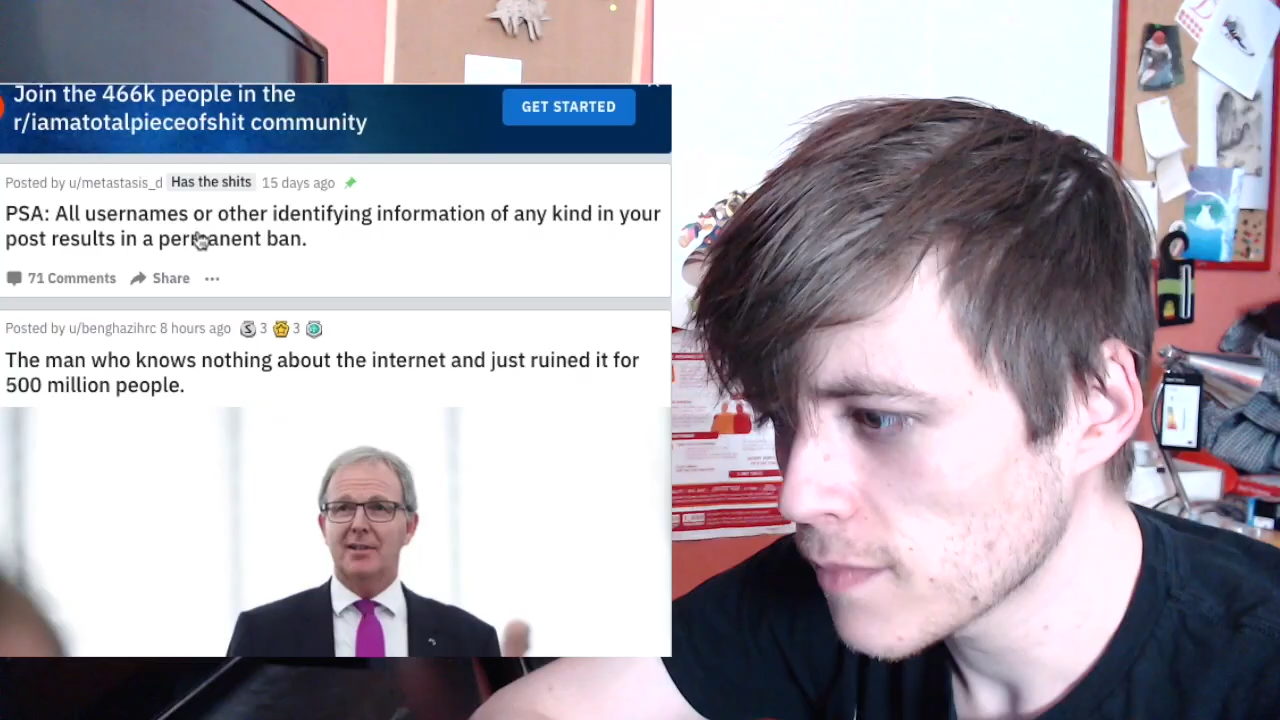 Join the 466k people in the
r/iamatotalpieceofshit community
GET STARTED
Posted by u/metastasis_d Has the shits 15 days ago
PSA: All usernames or other identifying information of any kind in your
post results in a permanent ban.
71 Comments Share ...
Posted by u/benghazihrc 8 hours ago 3 3
The man who knows nothing about the internet and just ruined it for
500 million people.